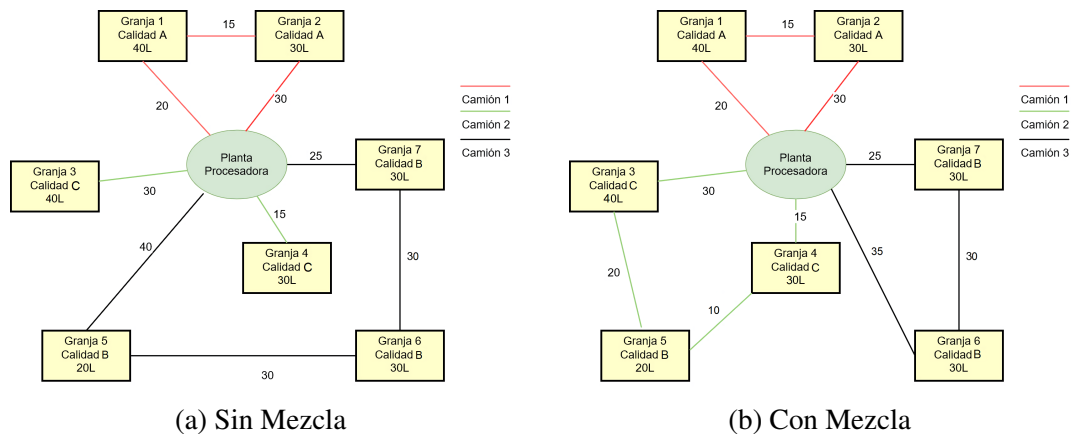 Granja 1
Calidad A
40L
15
Granja 2
Calidad A
30L
20
30
Camión 1
Camión 2
Camión 3
Planta
Procesadora
25
Granja 7
Calidad B
30L
Granja 3
Calidad C
40L
30
15
40
Granja 4
Calidad C
30L
30
Granja 5
Calidad B
20L
30
Granja 6
Calidad B
30L
(a) Sin Mezcla
Granja 1
Calidad A
40L
15
Granja 2
Calidad A
30L
20
30
Camión 1
Camión 2
Camión 3
Planta
Procesadora
25
Granja 7
Calidad B
30L
Granja 3
Calidad C
40L
30
15
35
Granja 4
Calidad C
30L
20
30
10
Granja 5
Calidad B
20L
Granja 6
Calidad B
30L
(b) Con Mezcla